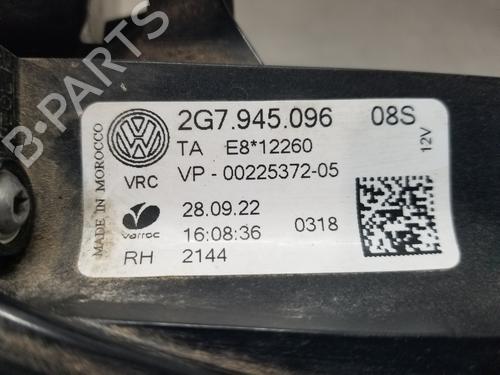 MADE IN MOROCCO
VW
2G7.945.096 08S
TA E8*12260
12V
VRC VP - 00225372-05
varroc
28.09.22
16:08:36 0318
RH 2144
B-PARTS